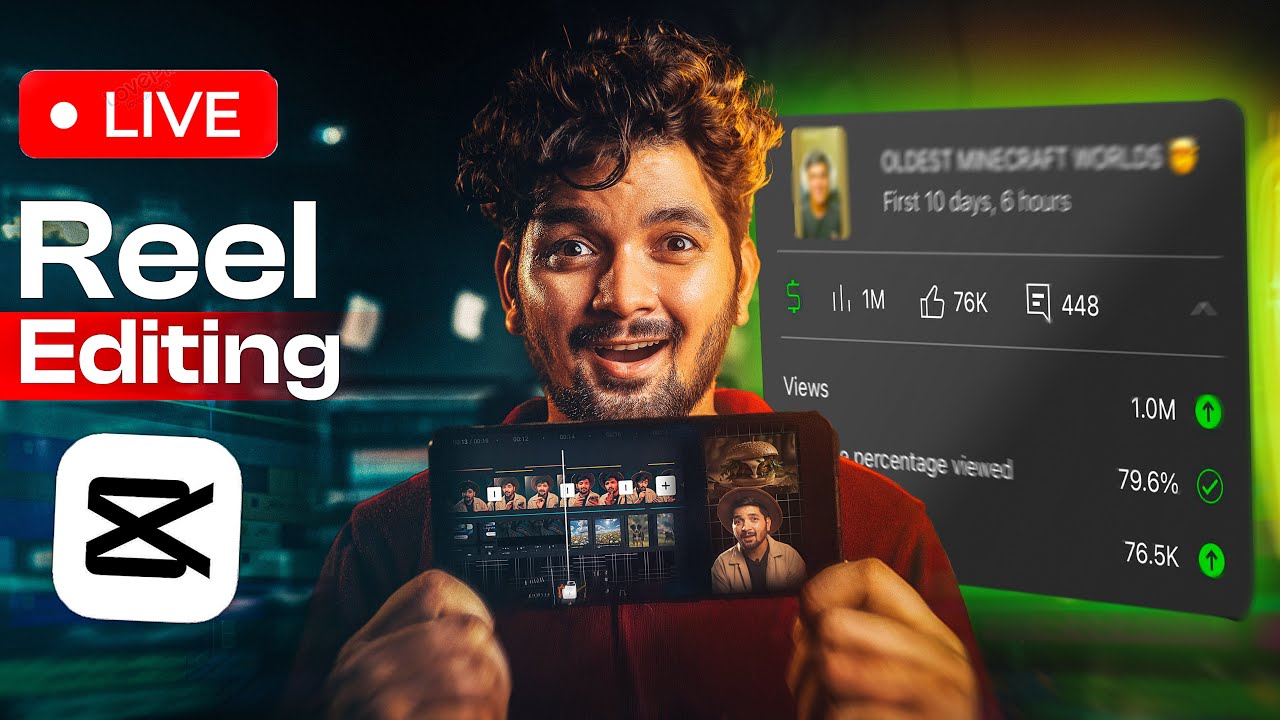 LIVE
Reel
Editing
OLDEST MINECRAFT WORLDS 🤯
First 10 days, 6 hours
$ 1M 76K 448
Views 1.0M
percentage viewed 79.6%
76.5K